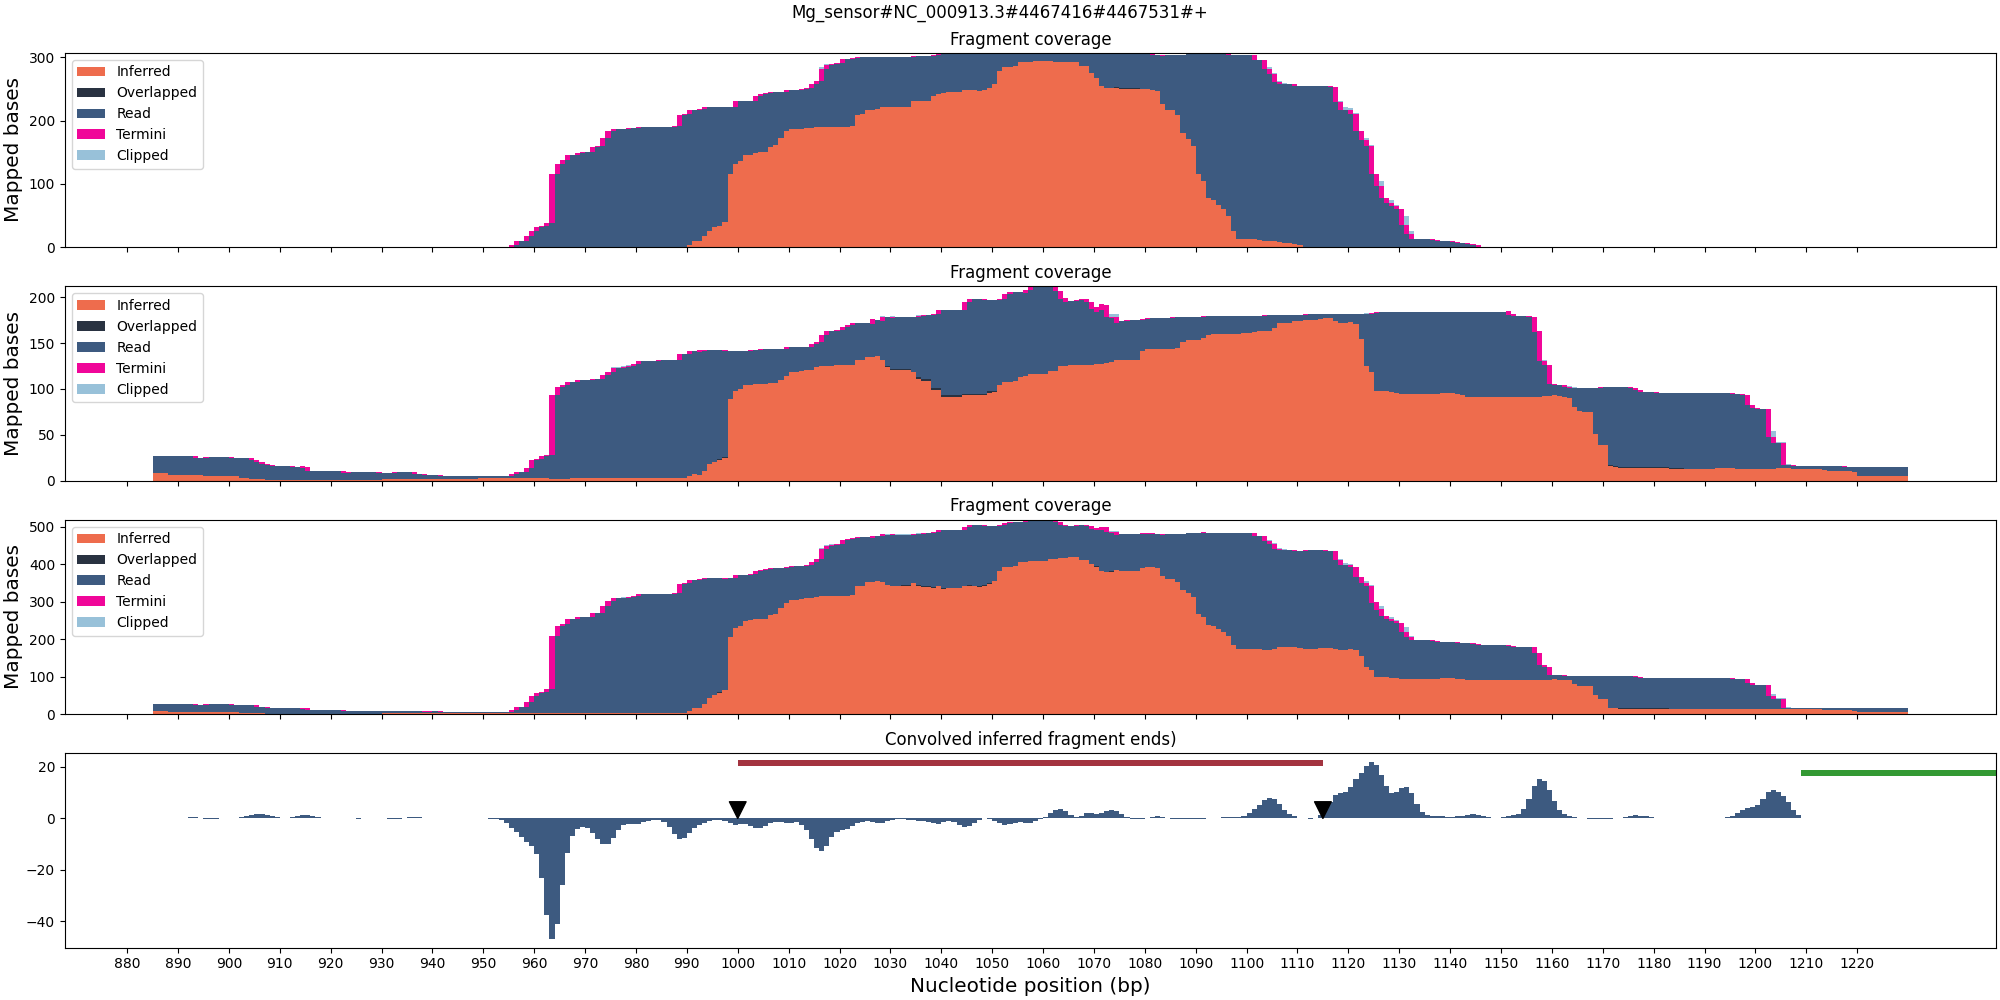 Mg_sensor#NC_000913.3#4467416#4467531#+
Fragment coverage
Mapped bases
300
200
100
0
Inferred
Overlapped
Read
Termini
Clipped
Fragment coverage
Mapped bases
200
150
100
50
0
Inferred
Overlapped
Read
Termini
Clipped
Fragment coverage
Mapped bases
500
400
300
200
100
0
Inferred
Overlapped
Read
Termini
Clipped
Convolved inferred fragment ends)
20
0
−20
−40
880 890 900 910 920 930 940 950 960 970 980 990 1000 1010 1020 1030 1040 1050 1060 1070 1080 1090 1100 1110 1120 1130 1140 1150 1160 1170 1180 1190 1200 1210 1220
Nucleotide position (bp)